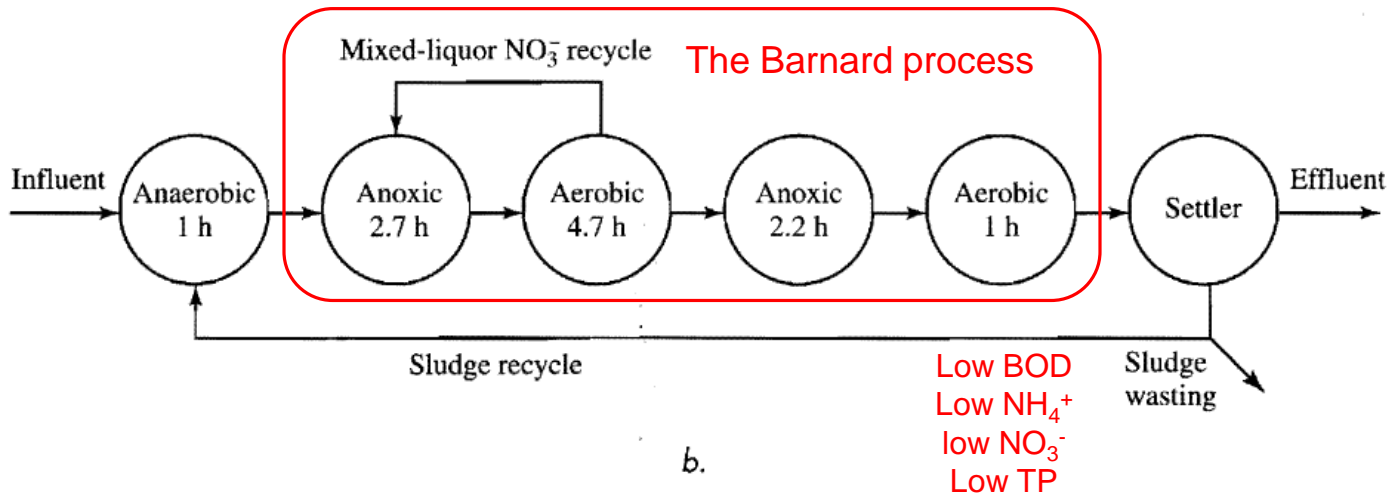 Mixed-liquor NO₃⁻ recycle
The Barnard process
Influent
Anaerobic
1 h
Anoxic
2.7 h
Aerobic
4.7 h
Anoxic
2.2 h
Aerobic
1 h
Settler
Effluent
Sludge recycle
Sludge
wasting
Low BOD
Low NH₄⁺
low NO₃⁻
Low TP
b.